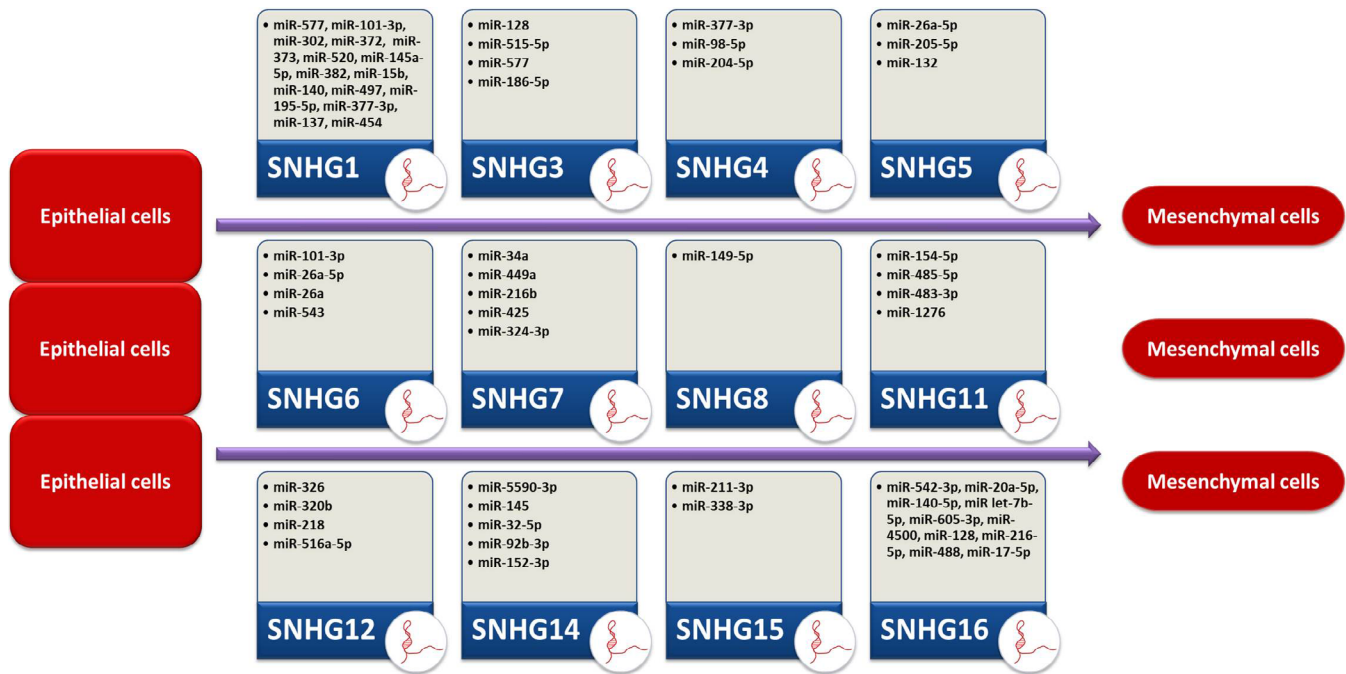 • miR-577, miR-101-3p,
miR-302, miR-372, miR-
373, miR-520, miR-145a-
5p, miR-382, miR-15b,
miR-140, miR-497, miR-
195-5p, miR-377-3p,
miR-137, miR-454
SNHG1
• miR-128
• miR-515-5p
• miR-577
• miR-186-5p
SNHG3
• miR-377-3p
• miR-98-5p
• miR-204-5p
SNHG4
• miR-26a-5p
• miR-205-5p
• miR-132
SNHG5
Epithelial cells
Mesenchymal cells
• miR-101-3p
• miR-26a-5p
• miR-26a
• miR-543
SNHG6
• miR-34a
• miR-449a
• miR-216b
• miR-425
• miR-324-3p
SNHG7
• miR-149-5p
SNHG8
• miR-154-5p
• miR-485-5p
• miR-483-3p
• miR-1276
SNHG11
Epithelial cells
Mesenchymal cells
Epithelial cells
Mesenchymal cells
• miR-326
• miR-320b
• miR-218
• miR-516a-5p
SNHG12
• miR-5590-3p
• miR-145
• miR-32-5p
• miR-92b-3p
• miR-152-3p
SNHG14
• miR-211-3p
• miR-338-3p
SNHG15
• miR-542-3p, miR-20a-5p,
miR-140-5p, miR let-7b-
5p, miR-605-3p, miR-
4500, miR-128, miR-216-
5p, miR-488, miR-17-5p
SNHG16